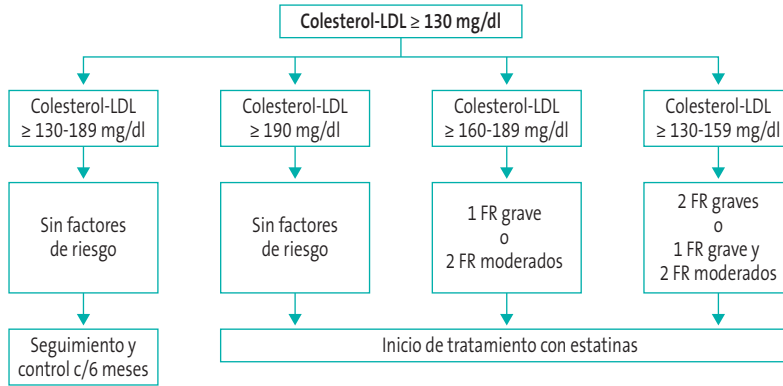 Colesterol-LDL ≥ 130 mg/dl
Colesterol-LDL
≥ 130-189 mg/dl
Colesterol-LDL
≥ 190 mg/dl
Colesterol-LDL
≥ 160-189 mg/dl
Colesterol-LDL
≥ 130-159 mg/dl
Sin factores
de riesgo
Sin factores
de riesgo
1 FR grave
o
2 FR moderados
2 FR graves
o
1 FR grave y
2 FR moderados
Seguimiento y
control c/6 meses
Inicio de tratamiento con estatinas